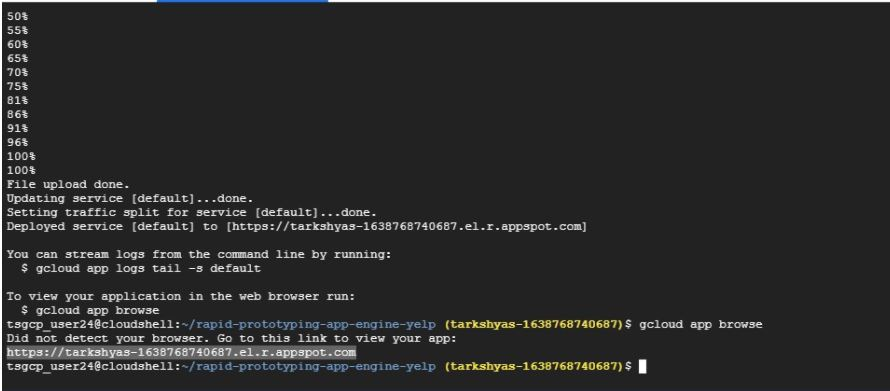 50%
55%
60%
65%
70%
75%
81%
86%
91%
96%
100%
100%
File upload done.
Updating service [default]...done.
Setting traffic split for service [default]...done.
Deployed service [default] to [https://tarkshyas-1638768740687.el.r.appspot.com]
You can stream logs from the command line by running:
$ gcloud app logs tail -s default
To view your application in the web browser run:
$ gcloud app browse
tsgcp_user24@cloudshell:~/rapid-prototyping-app-engine-yelp (tarkshyas-1638768740687)$ gcloud app browse
Did not detect your browser. Go to this link to view your app:
https://tarkshyas-1638768740687.el.r.appspot.com
tsgcp_user24@cloudshell:~/rapid-prototyping-app-engine-yelp (tarkshyas-1638768740687)$